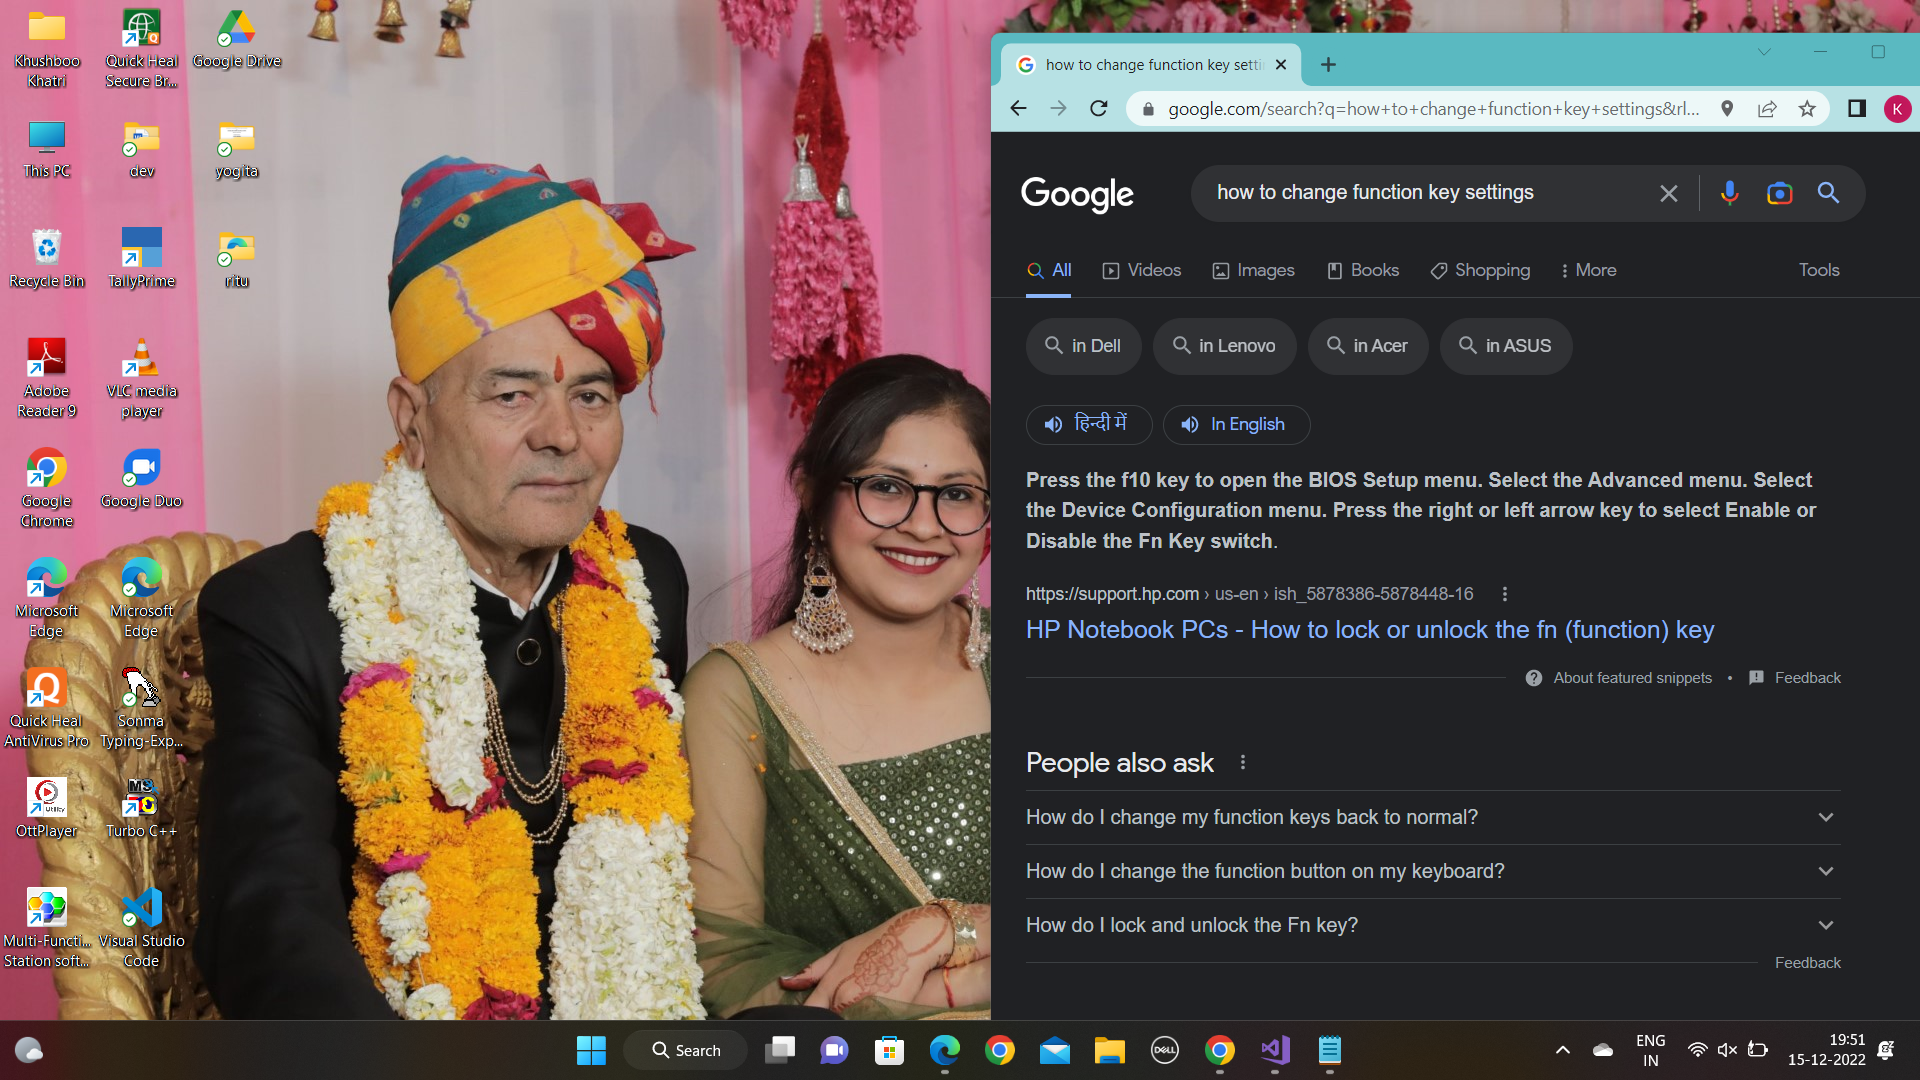 Khushboo
Khatri
Quick Heal
Secure Br...
Google Drive
This PC
dev
yogita
Recycle Bin
TallyPrime
ritu
Adobe
Reader 9
VLC media
player
Google
Chrome
Google Duo
Microsoft
Edge
Microsoft
Edge
Quick Heal
AntiVirus Pro
Sonma
Typing-Exp...
Utility
OttPlayer
MS
Turbo C++
Multi-Functi...
Station soft...
Visual Studio
Code
how to change function key setti
google.com/search?q=how+to+change+function+key+settings&rl...
K
Google
how to change function key settings
All
Videos
Images
Books
Shopping
More
Tools
in Dell
in Lenovo
in Acer
in ASUS
हिन्दी में
In English
Press the f10 key to open the BIOS Setup menu. Select the Advanced menu. Select
the Device Configuration menu. Press the right or left arrow key to select Enable or
Disable the Fn Key switch.
https://support.hp.com › us-en › ish_5878386-5878448-16
HP Notebook PCs - How to lock or unlock the fn (function) key
About featured snippets • Feedback
People also ask
How do I change my function keys back to normal?
How do I change the function button on my keyboard?
How do I lock and unlock the Fn key?
Feedback
Search
DELL
ENG
IN
19:51
15-12-2022